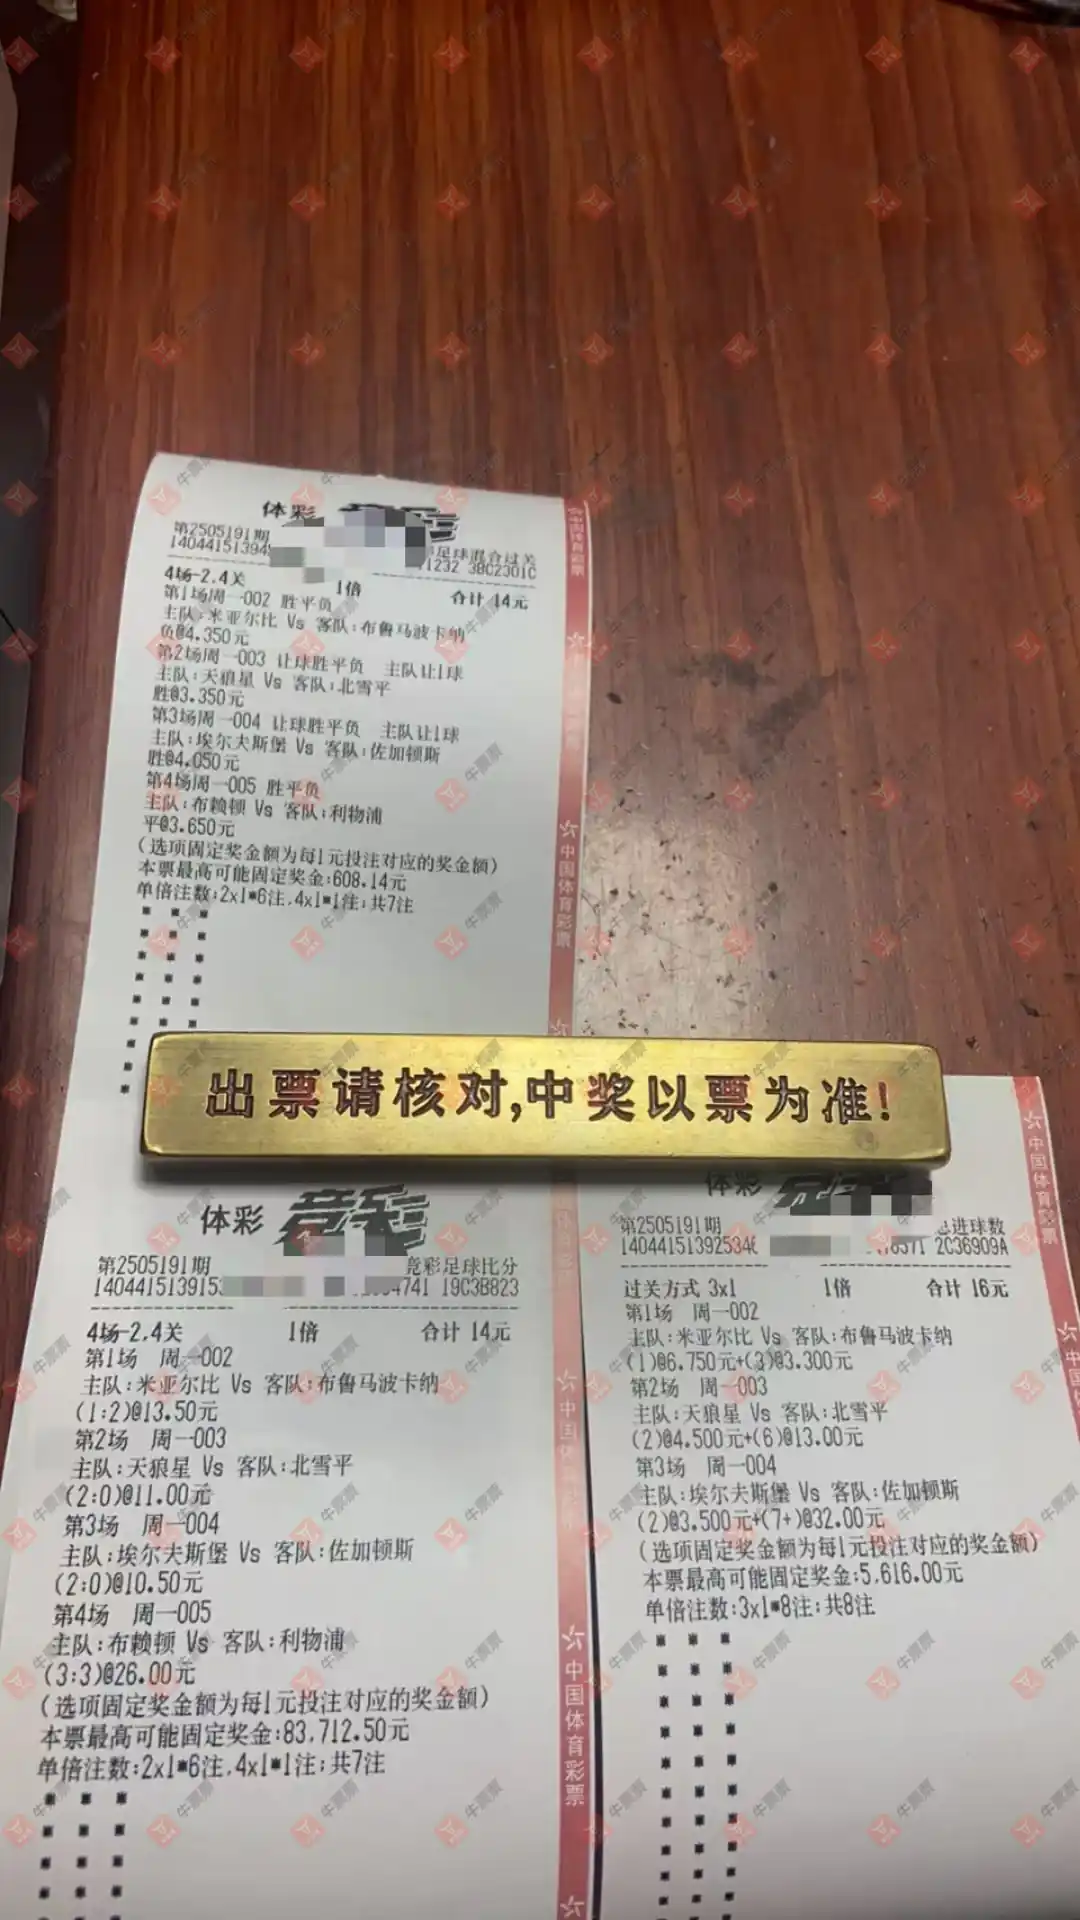 体彩
第2505191期
足球混合过关
14044151394
1232 3BC2301C
4场-2.4关 1倍 合计 14元
第1场周一002 胜平负
主队:米亚尔比 Vs 客队:布鲁马波卡纳
负@4.350元
第2场周一003 让球胜平负 主队让1球
主队:天狼星 Vs 客队:北雪平
胜@3.350元
第3场周一004 让球胜平负 主队让1球
主队:埃尔夫斯堡 Vs 客队:佐加顿斯
胜@4.050元
第4场周一005 胜平负
主队:布赖顿 Vs 客队:利物浦
平@3.650元
(选项固定奖金额为每1元投注对应的奖金额)
本票最高可能固定奖金:608.14元
单倍注数:2x1*6注,4x1*1注;共7注
中国体育彩票
出票请核对,中奖以票为准!
体彩 竞彩
第2505191期 竞彩足球比分
1404415139153 4741 19C3B823
4场-2.4关 1倍 合计 14元
第1场 周一002
主队:米亚尔比 Vs 客队:布鲁马波卡纳
(1:2)@13.50元
第2场 周一003
主队:天狼星 Vs 客队:北雪平
(2:0)@11.00元
第3场 周一004
主队:埃尔夫斯堡 Vs 客队:佐加顿斯
(2:0)@10.50元
第4场 周一005
主队:布赖顿 Vs 客队:利物浦
(3:3)@26.00元
(选项固定奖金额为每1元投注对应的奖金额)
本票最高可能固定奖金:83,712.50元
单倍注数:2x1*6注,4x1*1注;共7注
中国体育彩票
体彩
第2505191期 总进球数
14044151392534 2C36909A
过关方式 3x1 1倍 合计 16元
第1场 周一002
主队:米亚尔比 Vs 客队:布鲁马波卡纳
(1)@6.750元+(3)@3.300元
第2场 周一003
主队:天狼星 Vs 客队:北雪平
(2)@4.500元+(6)@13.00元
第3场 周一004
主队:埃尔夫斯堡 Vs 客队:佐加顿斯
(2)@3.500元+(7+)@32.00元
(选项固定奖金额为每1元投注对应的奖金额)
本票最高可能固定奖金:5,616.00元
单倍注数:3x1*8注;共8注
中国体育彩票
牛票票